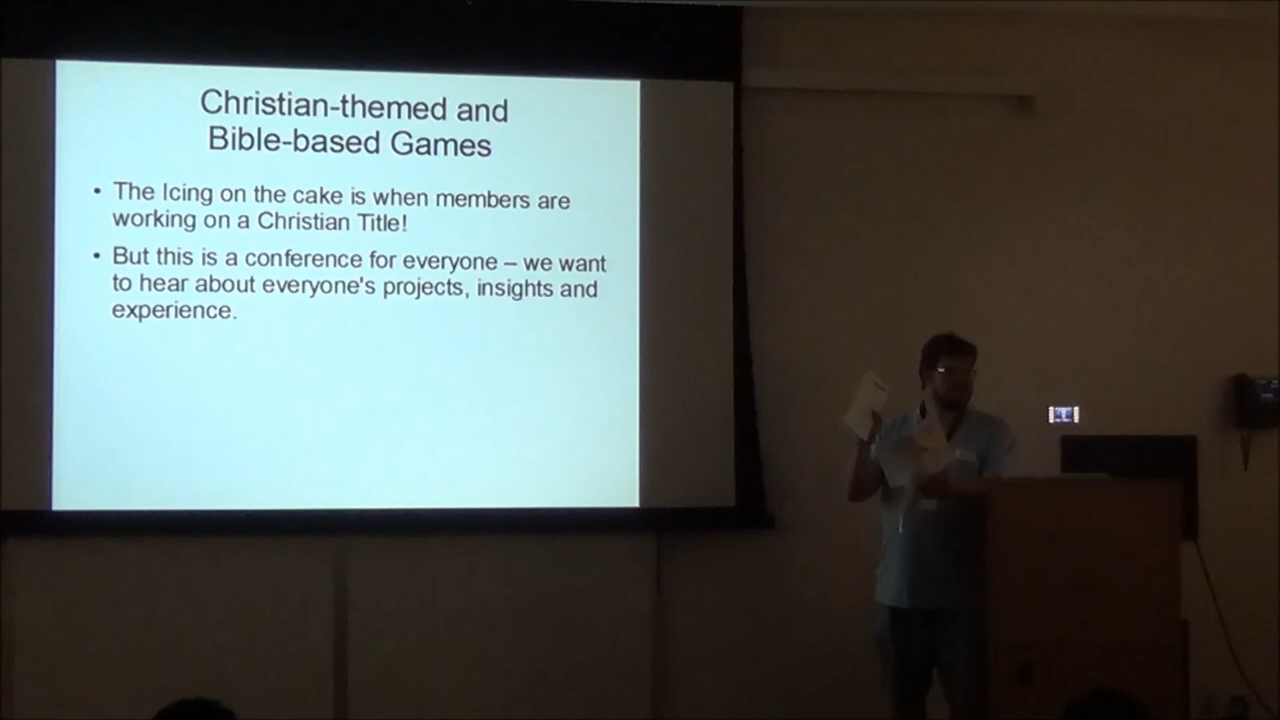 Christian-themed and
Bible-based Games
• The Icing on the cake is when members are
working on a Christian Title!
• But this is a conference for everyone – we want
to hear about everyone's projects, insights and
experience.